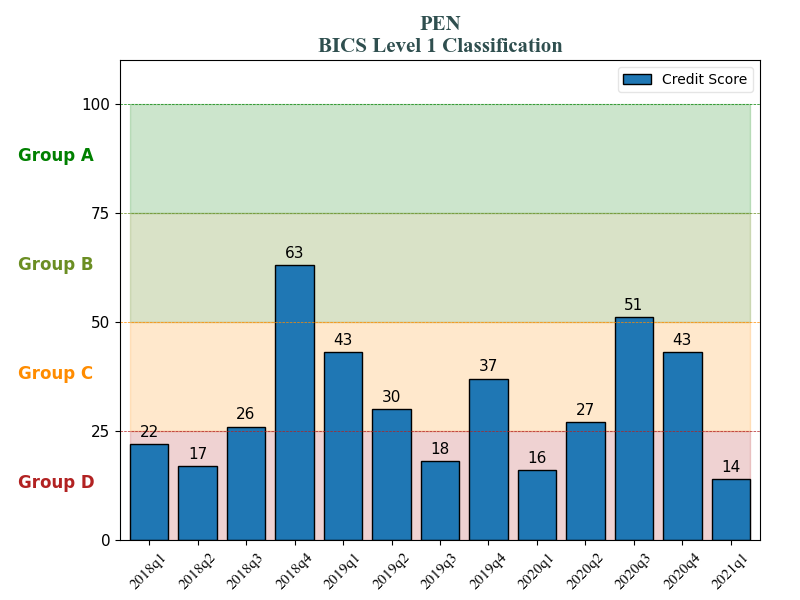 PEN
BICS Level 1 Classification
Credit Score
100
75
50
25
0
Group A
Group B
Group C
Group D
22
17
26
63
43
30
18
37
16
27
51
43
14
2018q1
2018q2
2018q3
2018q4
2019q1
2019q2
2019q3
2019q4
2020q1
2020q2
2020q3
2020q4
2021q1